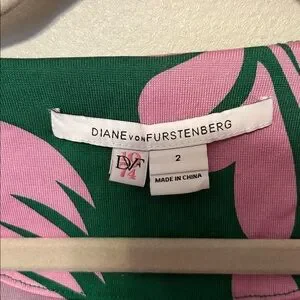 DIANE VON FURSTENBERG
DVF
2
MADE IN CHINA